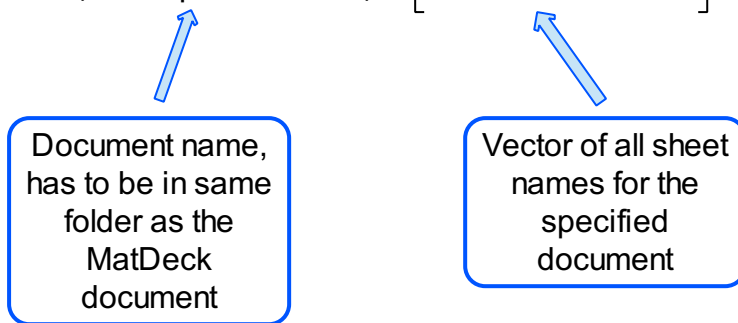 Document name,
has to be in same
folder as the
MatDeck
document
Vector of all sheet
names for the
specified
document